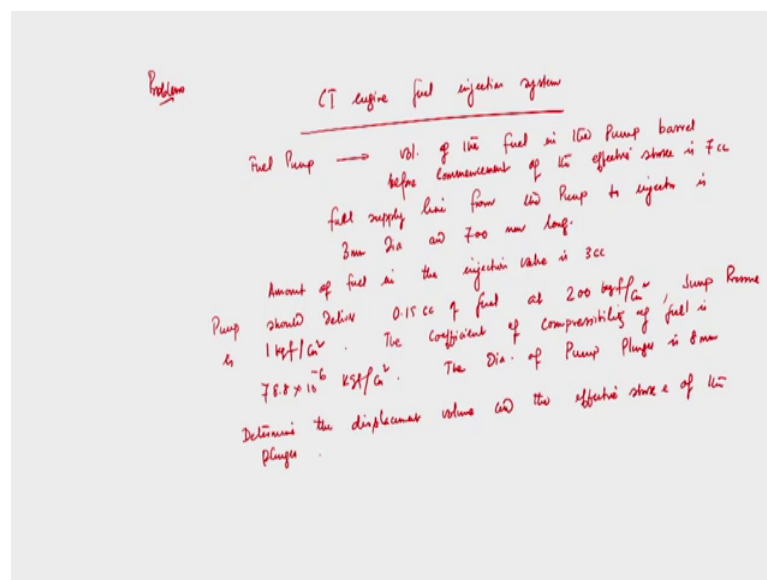 Problems
CI engine fuel injection system
Fuel Pump → vol. of the fuel in the Pump barrel
before commencement of the effective stroke is 7 cc
fuel supply line from the Pump to injector is
3mm Dia and 700 mm long.
Amount of fuel in the injection valve is 3cc
Pump should deliver 0.15 cc of fuel at 200 kgf/cm², Sump Pressure
is 1 kgf/cm². The coefficient of compressibility of fuel is
78.8 × 10⁻⁶ kgf/cm². The Dia. of Pump Plunger is 8mm
Determine the displacement volume and the effective stroke of the
plunger.